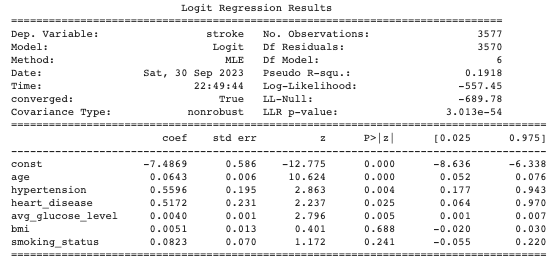 Logit Regression Results
==============================================================================
Dep. Variable: stroke No. Observations: 3577
Model: Logit Df Residuals: 3570
Method: MLE Df Model: 6
Date: Sat, 30 Sep 2023 Pseudo R-squ.: 0.1918
Time: 22:49:44 Log-Likelihood: -557.45
converged: True LL-Null: -689.78
Covariance Type: nonrobust LLR p-value: 3.013e-54
==============================================================================
coef std err z P>|z| [0.025 0.975]
------------------------------------------------------------------------------
const -7.4869 0.586 -12.775 0.000 -8.636 -6.338
age 0.0643 0.006 10.624 0.000 0.052 0.076
hypertension 0.5596 0.195 2.863 0.004 0.177 0.943
heart_disease 0.5172 0.231 2.237 0.025 0.064 0.970
avg_glucose_level 0.0040 0.001 2.796 0.005 0.001 0.007
bmi 0.0051 0.013 0.401 0.688 -0.020 0.030
smoking_status 0.0823 0.070 1.172 0.241 -0.055 0.220
==============================================================================